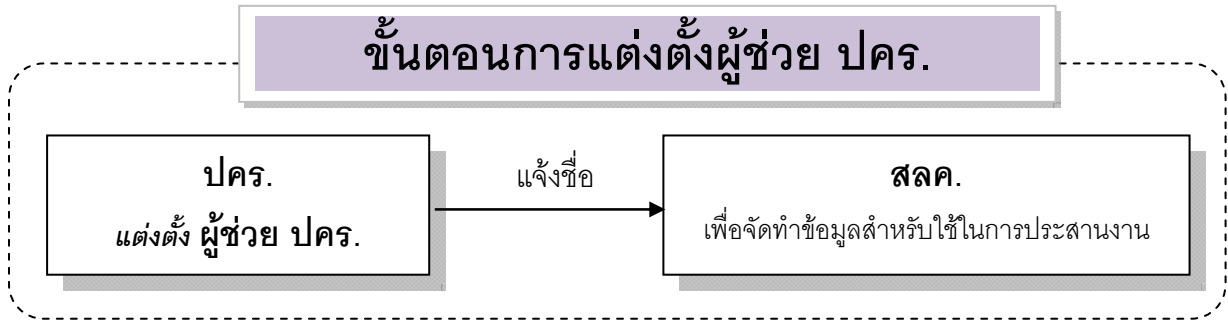 ขั้นตอนการแต่งตั้งผู้ช่วย ปคร.
ปคร.
แต่งตั้ง ผู้ช่วย ปคร.
แจ้งชื่อ
สลค.
เพื่อจัดทำข้อมูลสำหรับใช้ในการประสานงาน